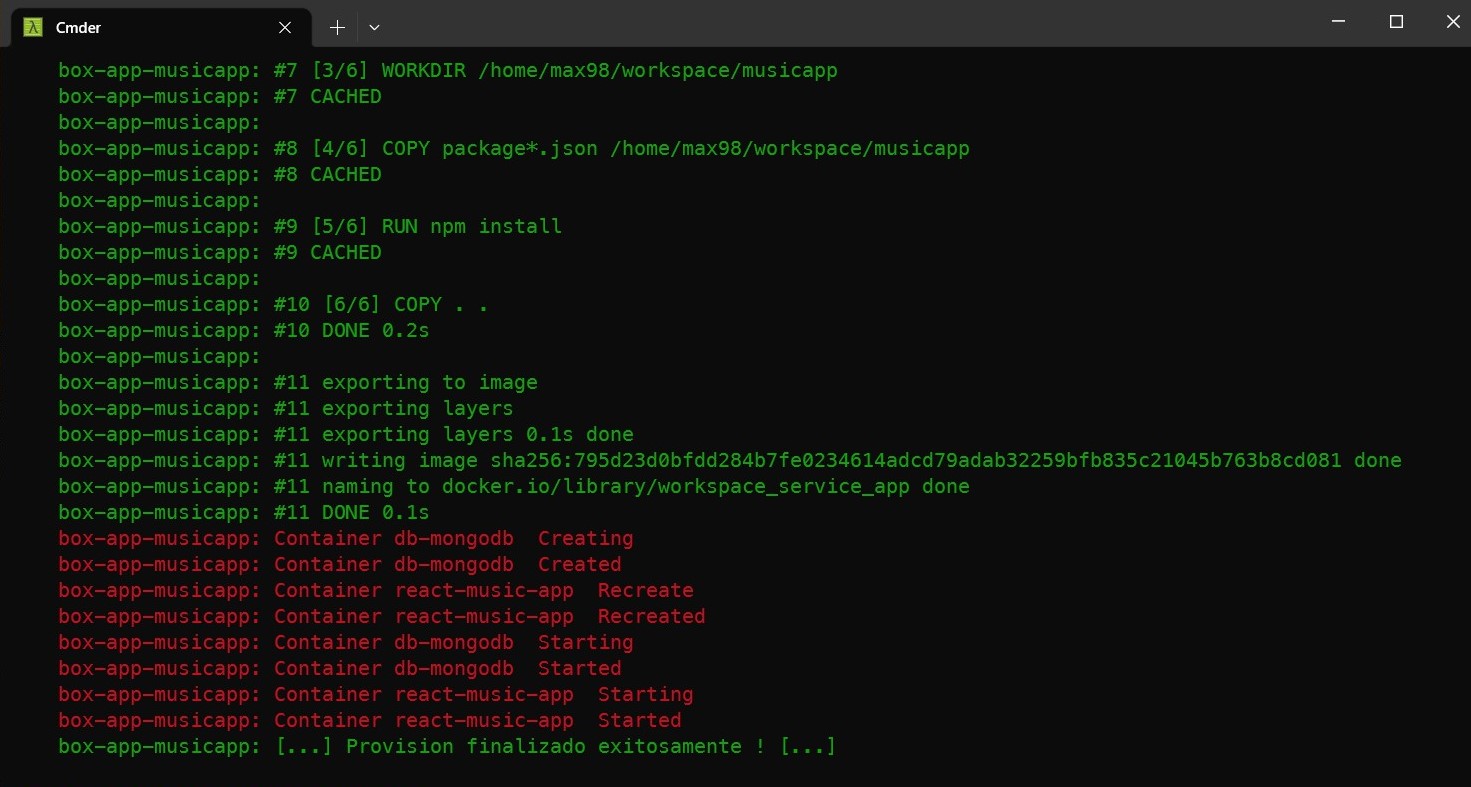 Cmder
box-app-musicapp: #7 [3/6] WORKDIR /home/max98/workspace/musicapp
box-app-musicapp: #7 CACHED
box-app-musicapp:
box-app-musicapp: #8 [4/6] COPY package*.json /home/max98/workspace/musicapp
box-app-musicapp: #8 CACHED
box-app-musicapp:
box-app-musicapp: #9 [5/6] RUN npm install
box-app-musicapp: #9 CACHED
box-app-musicapp:
box-app-musicapp: #10 [6/6] COPY . .
box-app-musicapp: #10 DONE 0.2s
box-app-musicapp:
box-app-musicapp: #11 exporting to image
box-app-musicapp: #11 exporting layers
box-app-musicapp: #11 exporting layers 0.1s done
box-app-musicapp: #11 writing image sha256:795d23d0bfdd284b7fe0234614adcd79adab32259bfb835c21045b763b8cd081 done
box-app-musicapp: #11 naming to docker.io/library/workspace_service_app done
box-app-musicapp: #11 DONE 0.1s
box-app-musicapp: Container db-mongodb  Creating
box-app-musicapp: Container db-mongodb  Created
box-app-musicapp: Container react-music-app  Recreate
box-app-musicapp: Container react-music-app  Recreated
box-app-musicapp: Container db-mongodb  Starting
box-app-musicapp: Container db-mongodb  Started
box-app-musicapp: Container react-music-app  Starting
box-app-musicapp: Container react-music-app  Started
box-app-musicapp: [...] Provision finalizado exitosamente ! [...]